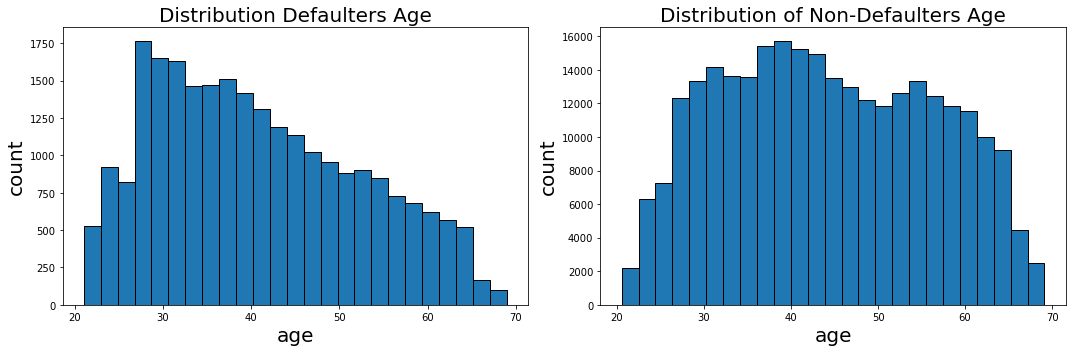 Distribution Defaulters Age
1750
1500
1250
1000
750
500
250
0
count
20 30 40 50 60 70
age
Distribution of Non-Defaulters Age
16000
14000
12000
10000
8000
6000
4000
2000
0
count
20 30 40 50 60 70
age